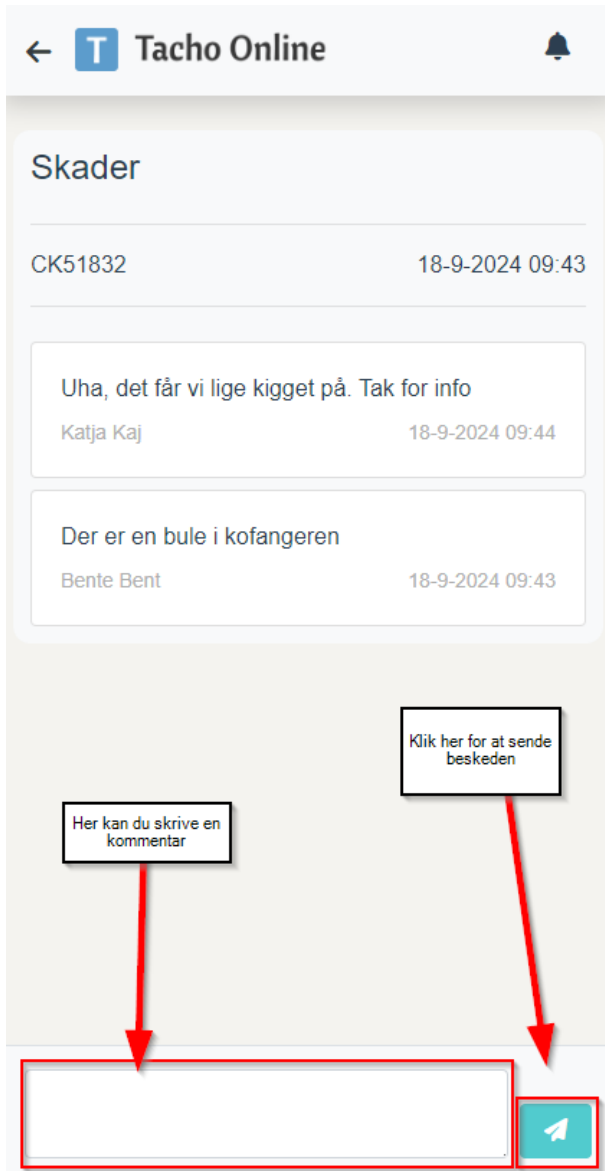 T Tacho Online
Skader
CK51832 18-9-2024 09:43
Uha, det får vi lige kigget på. Tak for info
Katja Kaj 18-9-2024 09:44
Der er en bule i kofangeren
Bente Bent 18-9-2024 09:43
Klik her for at sende
beskeden
Her kan du skrive en
kommentar